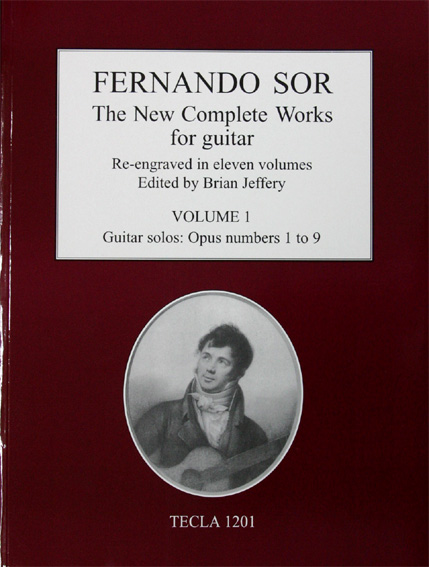 FERNANDO SOR
The New Complete Works
for guitar
Re-engraved in eleven volumes
Edited by Brian Jeffery
VOLUME 1
Guitar solos: Opus numbers 1 to 9
TECLA 1201